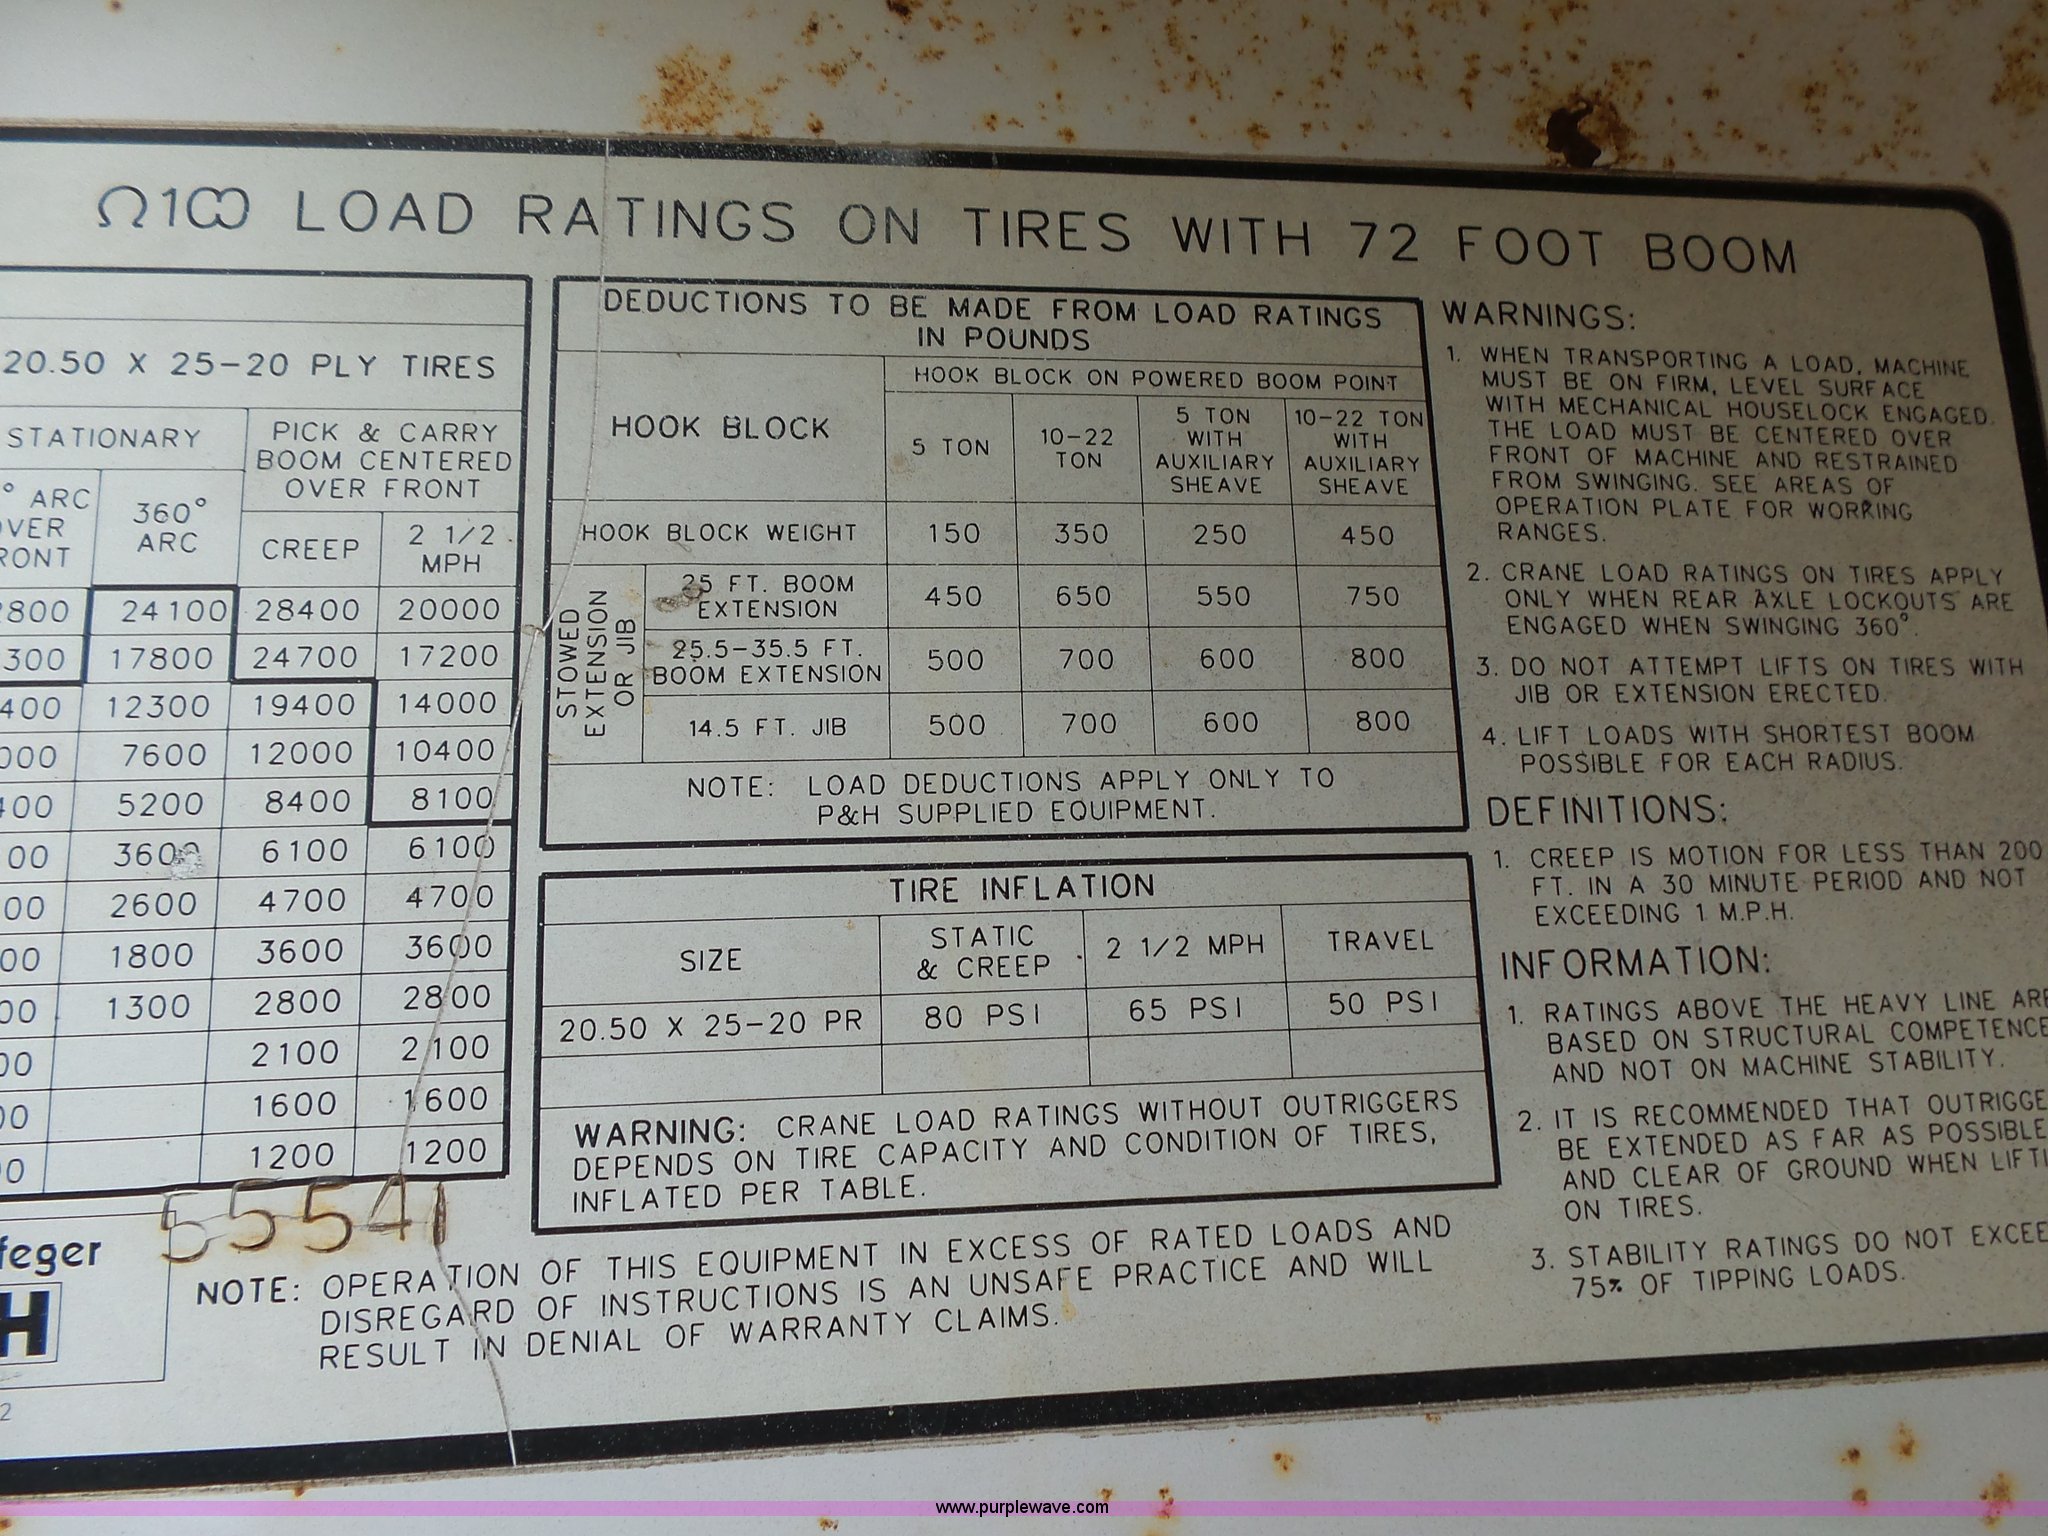 Ω100 LOAD RATINGS ON TIRES WITH 72 FOOT BOOM
20.50 X 25-20 PLY TIRES
STATIONARY
PICK & CARRY
BOOM CENTERED
OVER FRONT
° ARC
360°
ARC
CREEP
2 1/2
MPH
24100 28400 20000
17800 24700 17200
12300 19400 14000
7600 12000 10400
5200 8400 8100
3600 6100 6100
2600 4700 4700
1800 3600 3600
1300 2800 2800
2100 2100
1600 1600
1200 1200
55541
DEDUCTIONS TO BE MADE FROM LOAD RATINGS
IN POUNDS
HOOK BLOCK
HOOK BLOCK ON POWERED BOOM POINT
5 TON
10-22
TON
5 TON
WITH
AUXILIARY
SHEAVE
10-22 TON
WITH
AUXILIARY
SHEAVE
HOOK BLOCK WEIGHT 150 350 250 450
STOWED
EXTENSION
OR JIB
25 FT. BOOM
EXTENSION
450 650 550 750
25.5-35.5 FT.
BOOM EXTENSION
500 700 600 800
14.5 FT. JIB 500 700 600 800
NOTE: LOAD DEDUCTIONS APPLY ONLY TO
P&H SUPPLIED EQUIPMENT.
TIRE INFLATION
SIZE
STATIC
& CREEP
2 1/2 MPH
TRAVEL
20.50 X 25-20 PR 80 PSI 65 PSI 50 PSI
WARNING: CRANE LOAD RATINGS WITHOUT OUTRIGGERS
DEPENDS ON TIRE CAPACITY AND CONDITION OF TIRES,
INFLATED PER TABLE.
NOTE: OPERATION OF THIS EQUIPMENT IN EXCESS OF RATED LOADS AND
DISREGARD OF INSTRUCTIONS IS AN UNSAFE PRACTICE AND WILL
RESULT IN DENIAL OF WARRANTY CLAIMS.
WARNINGS:
1. WHEN TRANSPORTING A LOAD, MACHINE
MUST BE ON FIRM, LEVEL SURFACE
WITH MECHANICAL HOUSELOCK ENGAGED.
THE LOAD MUST BE CENTERED OVER
FRONT OF MACHINE AND RESTRAINED
FROM SWINGING. SEE AREAS OF
OPERATION PLATE FOR WORKING
RANGES.
2. CRANE LOAD RATINGS ON TIRES APPLY
ONLY WHEN REAR AXLE LOCKOUTS ARE
ENGAGED WHEN SWINGING 360°.
3. DO NOT ATTEMPT LIFTS ON TIRES WITH
JIB OR EXTENSION ERECTED.
4. LIFT LOADS WITH SHORTEST BOOM
POSSIBLE FOR EACH RADIUS.
DEFINITIONS:
1. CREEP IS MOTION FOR LESS THAN 200
FT. IN A 30 MINUTE PERIOD AND NOT
EXCEEDING 1 M.P.H.
INFORMATION:
1. RATINGS ABOVE THE HEAVY LINE ARE
BASED ON STRUCTURAL COMPETENCE
AND NOT ON MACHINE STABILITY.
2. IT IS RECOMMENDED THAT OUTRIGGE
BE EXTENDED AS FAR AS POSSIBLE
AND CLEAR OF GROUND WHEN LIFTI
ON TIRES.
3. STABILITY RATINGS DO NOT EXCEE
75% OF TIPPING LOADS.
feger
H
2
www.purplewave.com